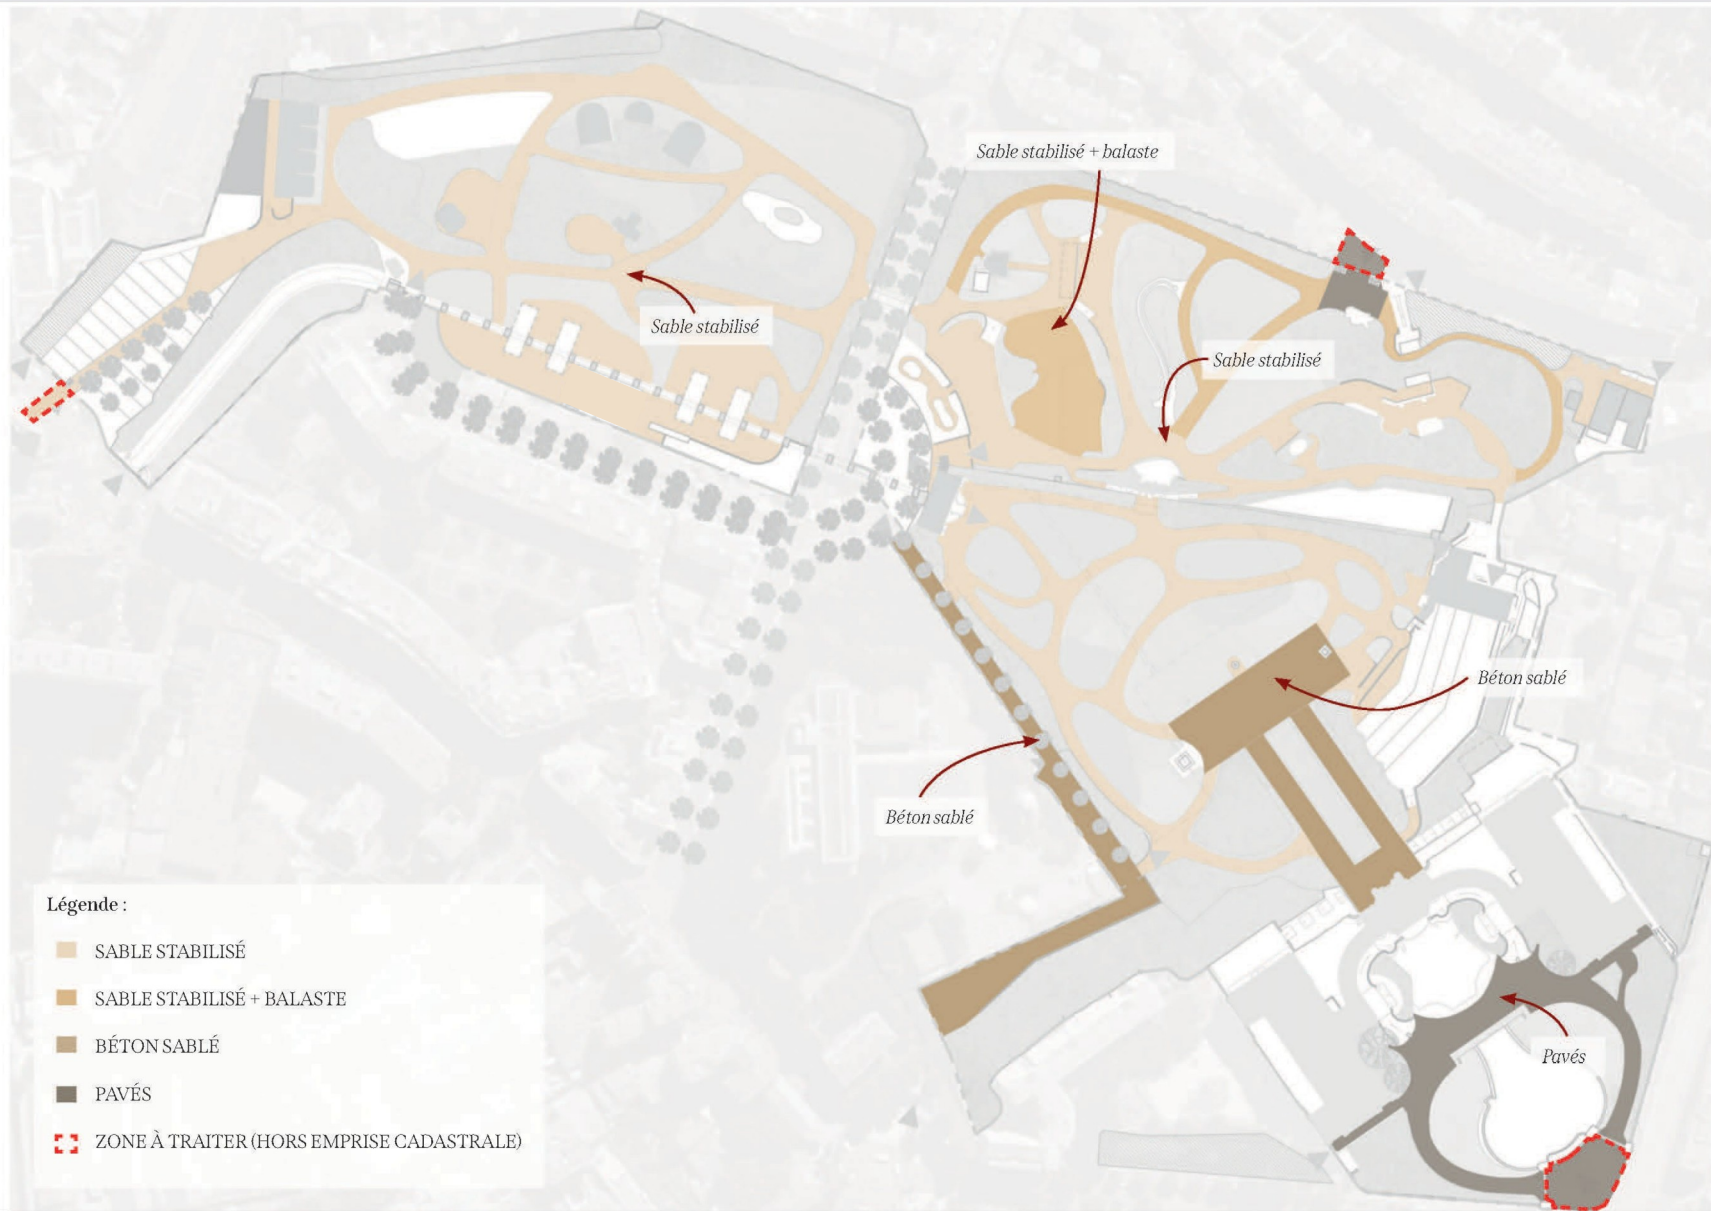 Sable stabilisé + balaste
Sable stabilisé
Sable stabilisé
Béton sablé
Béton sablé
Pavés
Légende :
SABLE STABILISÉ
SABLE STABILISÉ + BALASTE
BÉTON SABLÉ
PAVÉS
ZONE À TRAITER (HORS EMPRISE CADASTRALE)